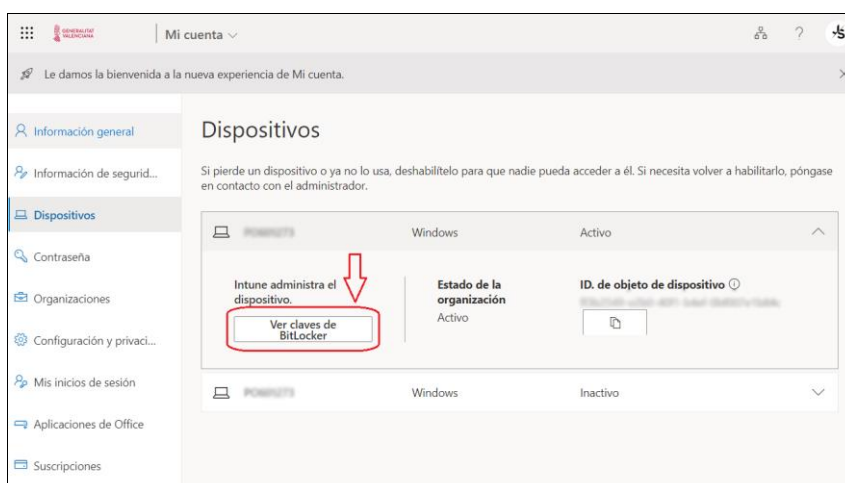 GENERALITAT
VALENCIANA
Mi cuenta
?
Le damos la bienvenida a la nueva experiencia de Mi cuenta.
Información general
Información de segurid...
Dispositivos
Contraseña
Organizaciones
Configuración y privaci...
Mis inicios de sesión
Aplicaciones de Office
Suscripciones
Dispositivos
Si pierde un dispositivo o ya no lo usa, deshabilítelo para que nadie pueda acceder a él. Si necesita volver a habilitarlo, póngase
en contacto con el administrador.
Windows Activo
Intune administra el
dispositivo.
Ver claves de
BitLocker
Estado de la
organización
Activo
ID. de objeto de dispositivo
Windows Inactivo